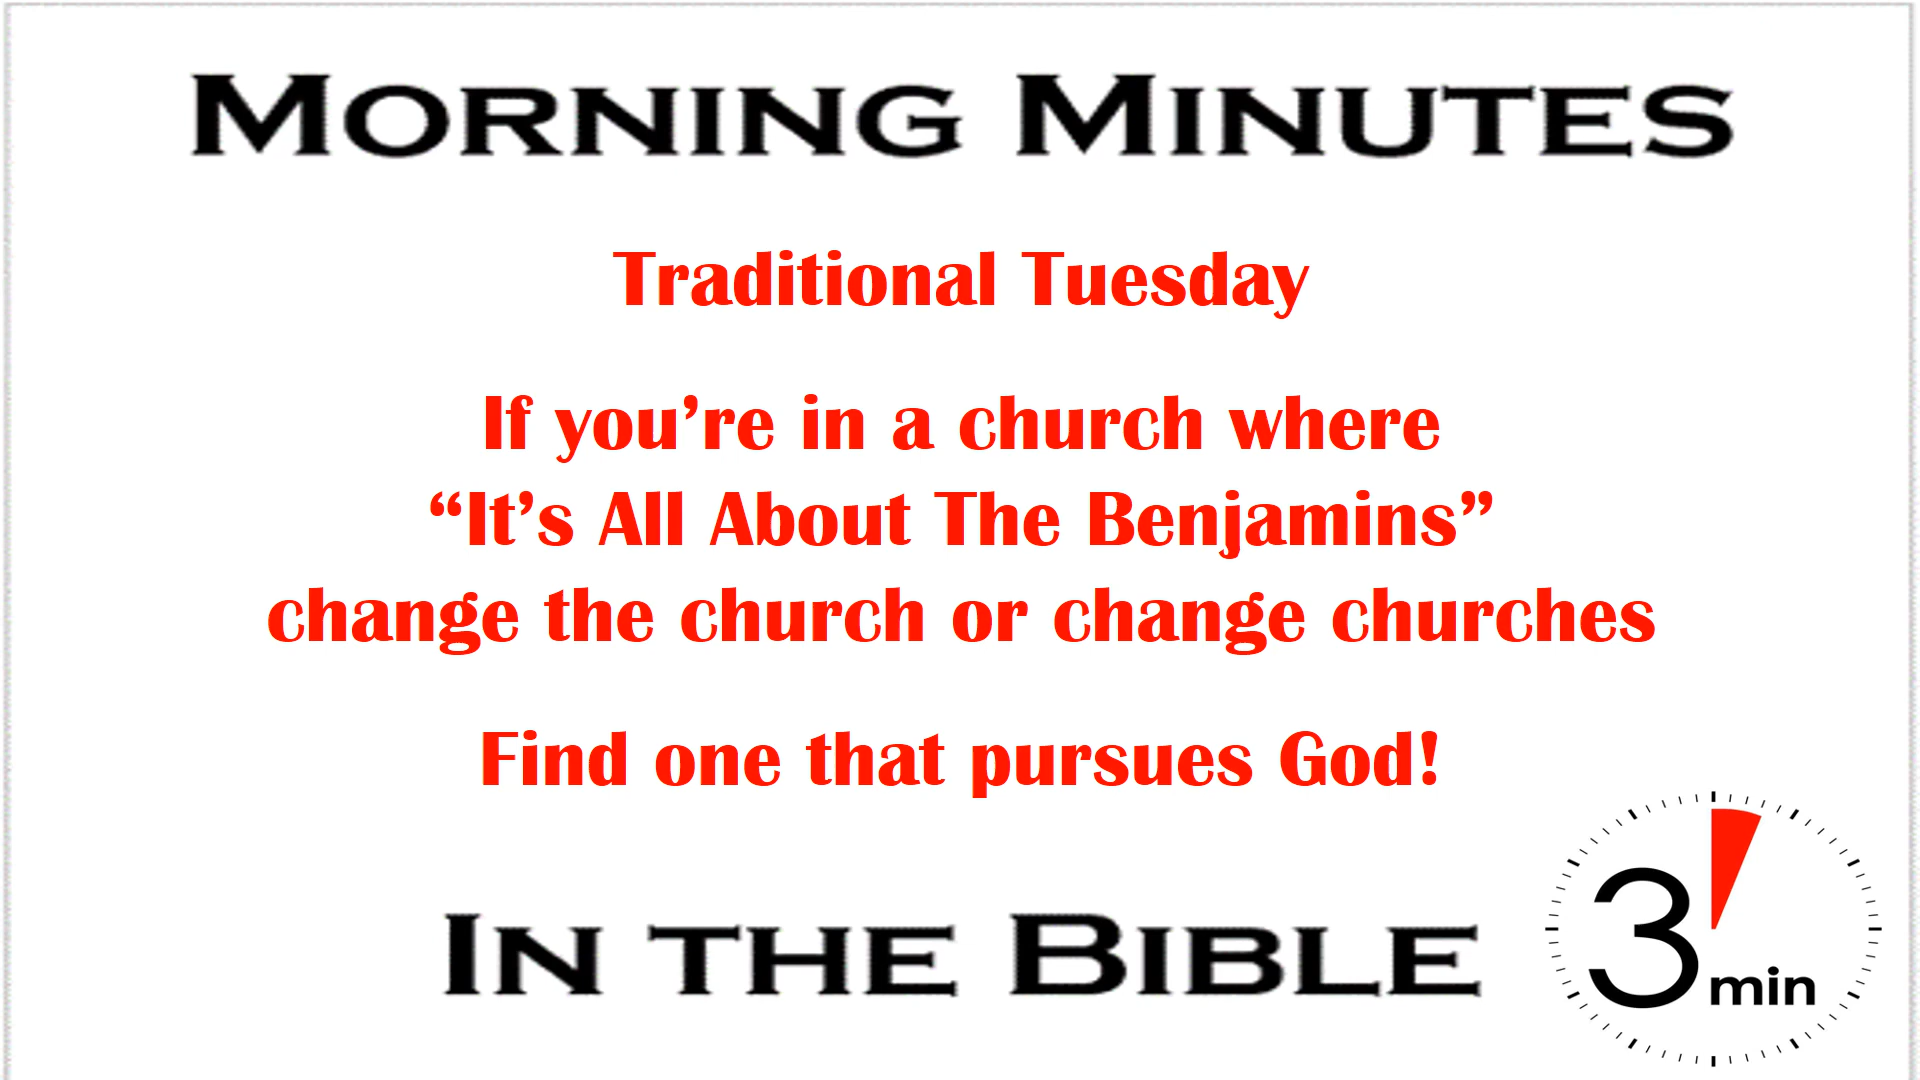 MORNING MINUTES
Traditional Tuesday
If you’re in a church where
“It’s All About The Benjamins”
change the church or change churches
Find one that pursues God!
IN THE BIBLE
3 min